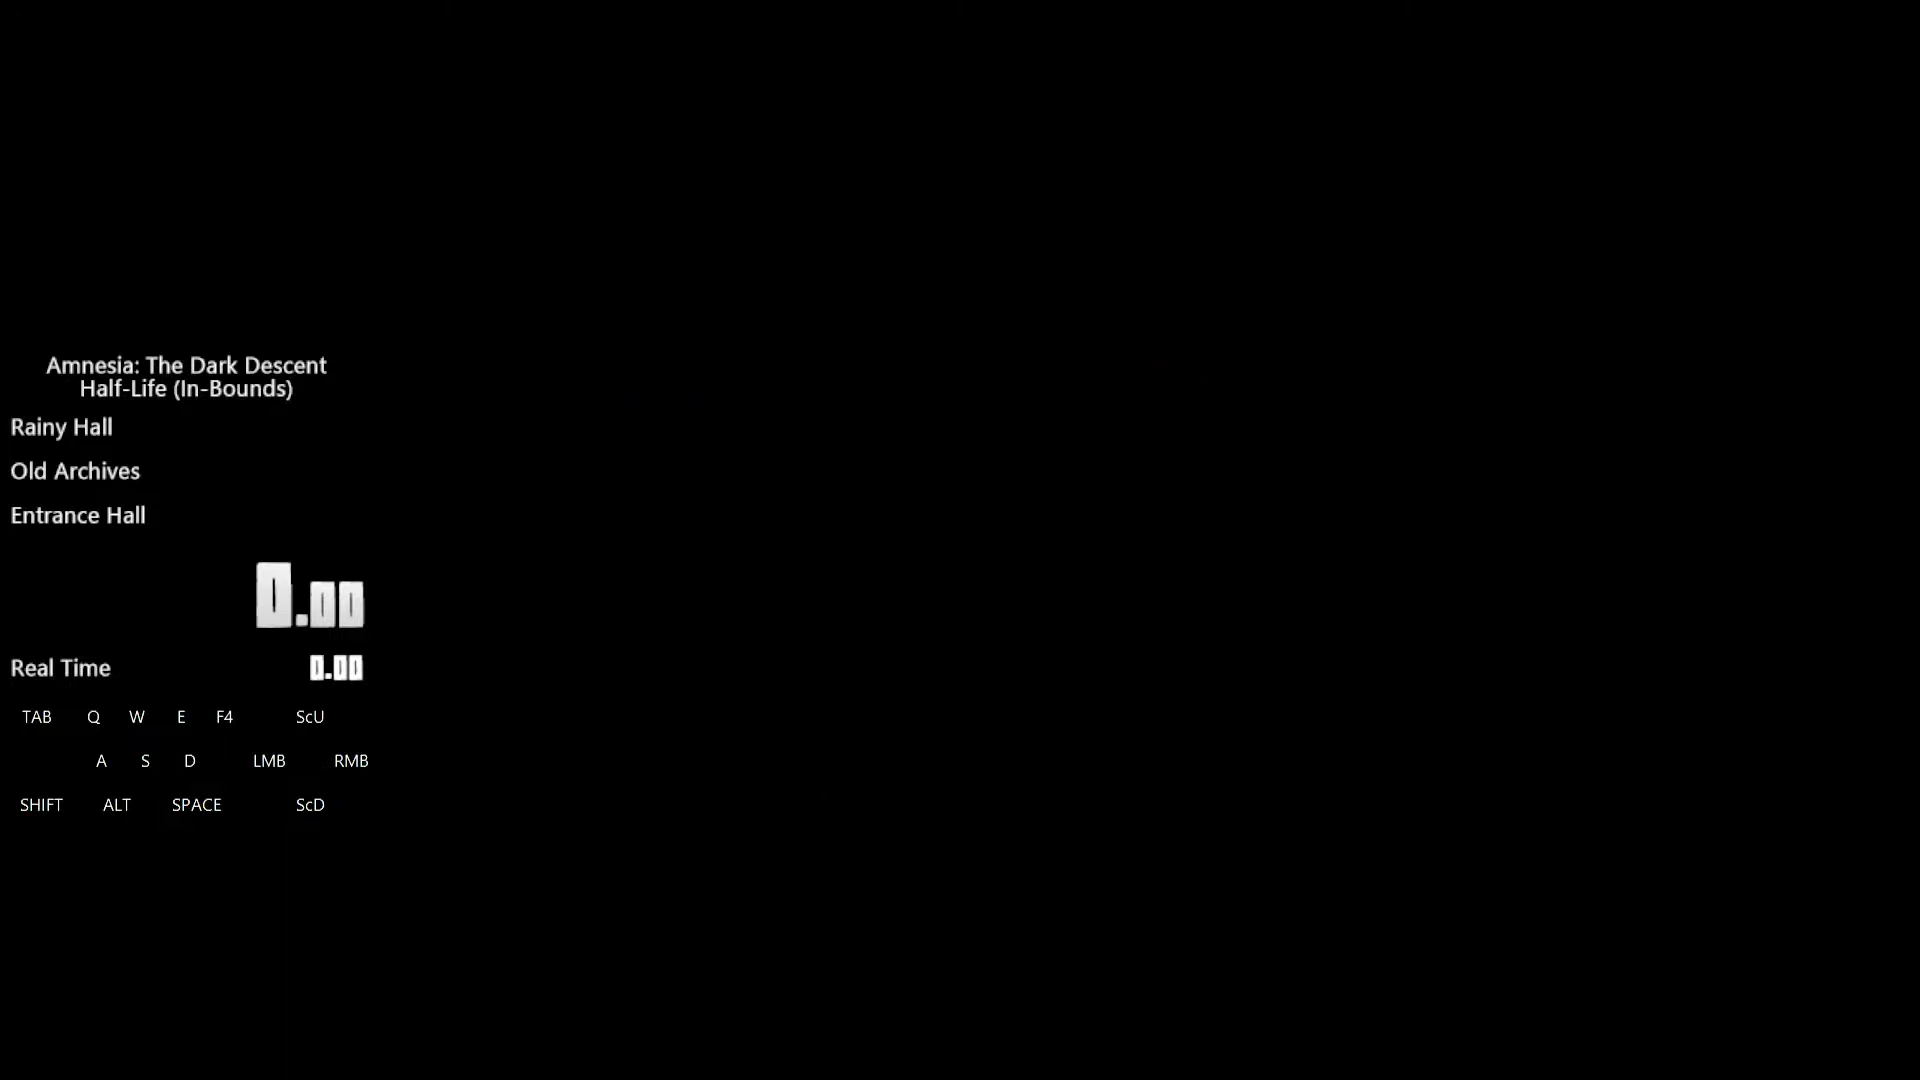 Amnesia: The Dark Descent
Half-Life (In-Bounds)
Rainy Hall
Old Archives
Entrance Hall
0.00
Real Time 0.00
TAB Q W E F4 ScU
A S D LMB RMB
SHIFT ALT SPACE ScD